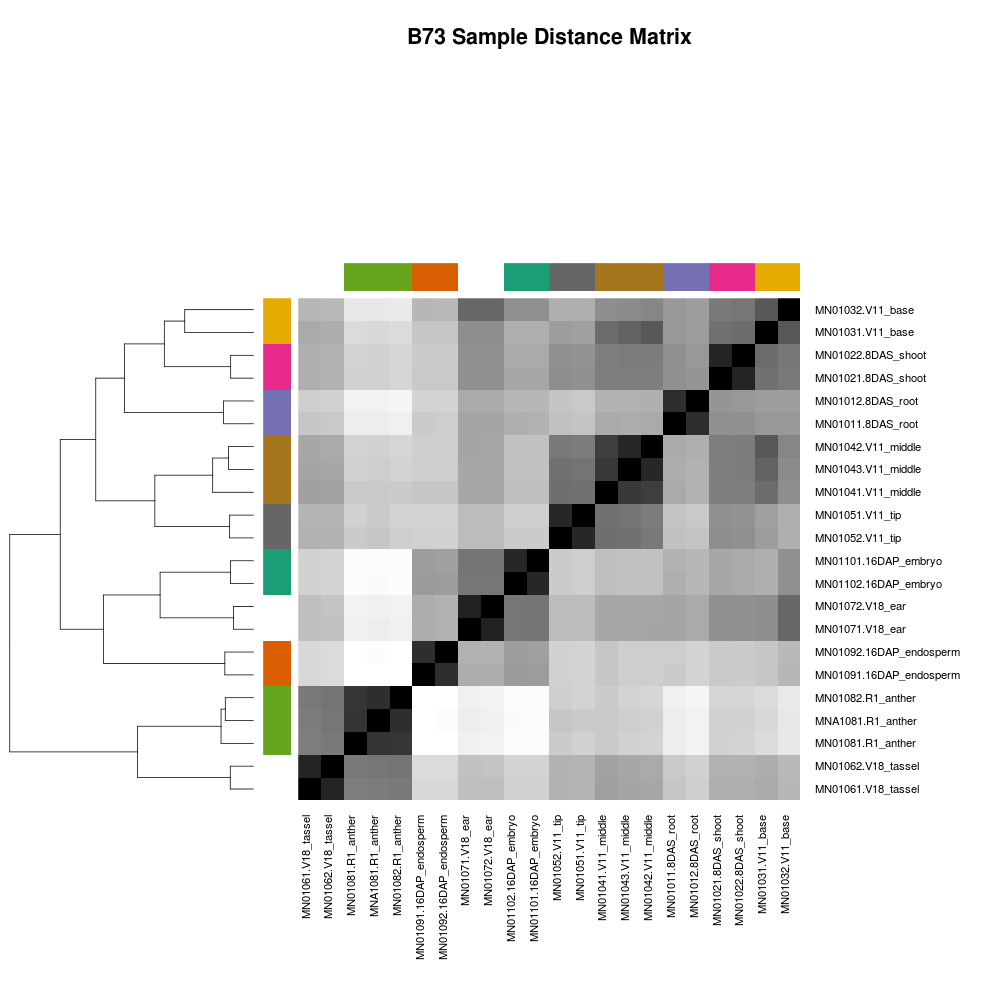 B73 Sample Distance Matrix
MN01032.V11_base
MN01031.V11_base
MN01022.8DAS_shoot
MN01021.8DAS_shoot
MN01012.8DAS_root
MN01011.8DAS_root
MN01042.V11_middle
MN01043.V11_middle
MN01041.V11_middle
MN01051.V11_tip
MN01052.V11_tip
MN01101.16DAP_embryo
MN01102.16DAP_embryo
MN01072.V18_ear
MN01071.V18_ear
MN01092.16DAP_endosperm
MN01091.16DAP_endosperm
MN01082.R1_anther
MNA1081.R1_anther
MN01081.R1_anther
MN01062.V18_tassel
MN01061.V18_tassel
MN01061.V18_tassel
MN01062.V18_tassel
MN01081.R1_anther
MNA1081.R1_anther
MN01082.R1_anther
MN01091.16DAP_endosperm
MN01092.16DAP_endosperm
MN01071.V18_ear
MN01072.V18_ear
MN01102.16DAP_embryo
MN01101.16DAP_embryo
MN01052.V11_tip
MN01051.V11_tip
MN01041.V11_middle
MN01043.V11_middle
MN01042.V11_middle
MN01011.8DAS_root
MN01012.8DAS_root
MN01021.8DAS_shoot
MN01022.8DAS_shoot
MN01031.V11_base
MN01032.V11_base